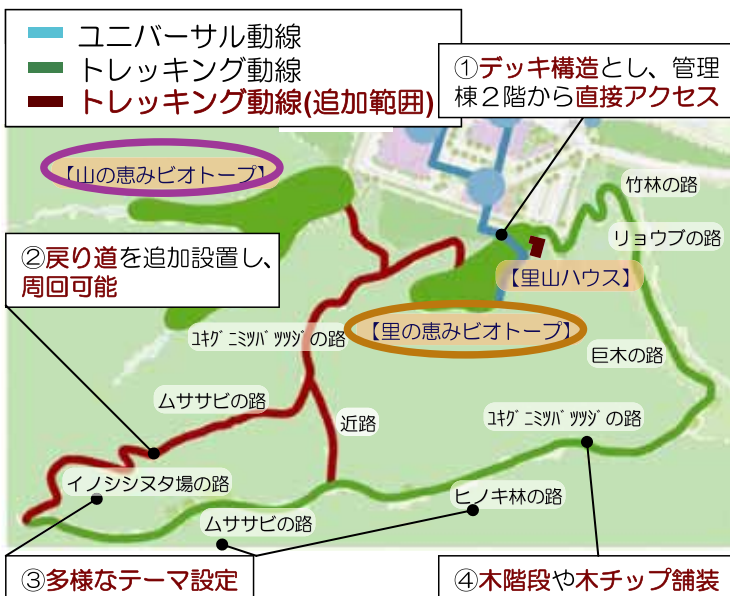 ユニバーサル動線
トレッキング動線
トレッキング動線(追加範囲)
①デッキ構造とし、管理
棟２階から直接アクセス
【山の恵みビオトープ】
竹林の路
リョウブの路
②戻り道を追加設置し、
周回可能
【里山ハウス】
【里の恵みビオトープ】
ﾕｷｸﾞﾆﾐﾂﾊﾞﾂﾂｼﾞの路
巨木の路
ムササビの路
近路
ﾕｷｸﾞﾆﾐﾂﾊﾞﾂﾂｼﾞの路
イノシシヌタ場の路
ヒノキ林の路
ムササビの路
③多様なテーマ設定
④木階段や木チップ舗装